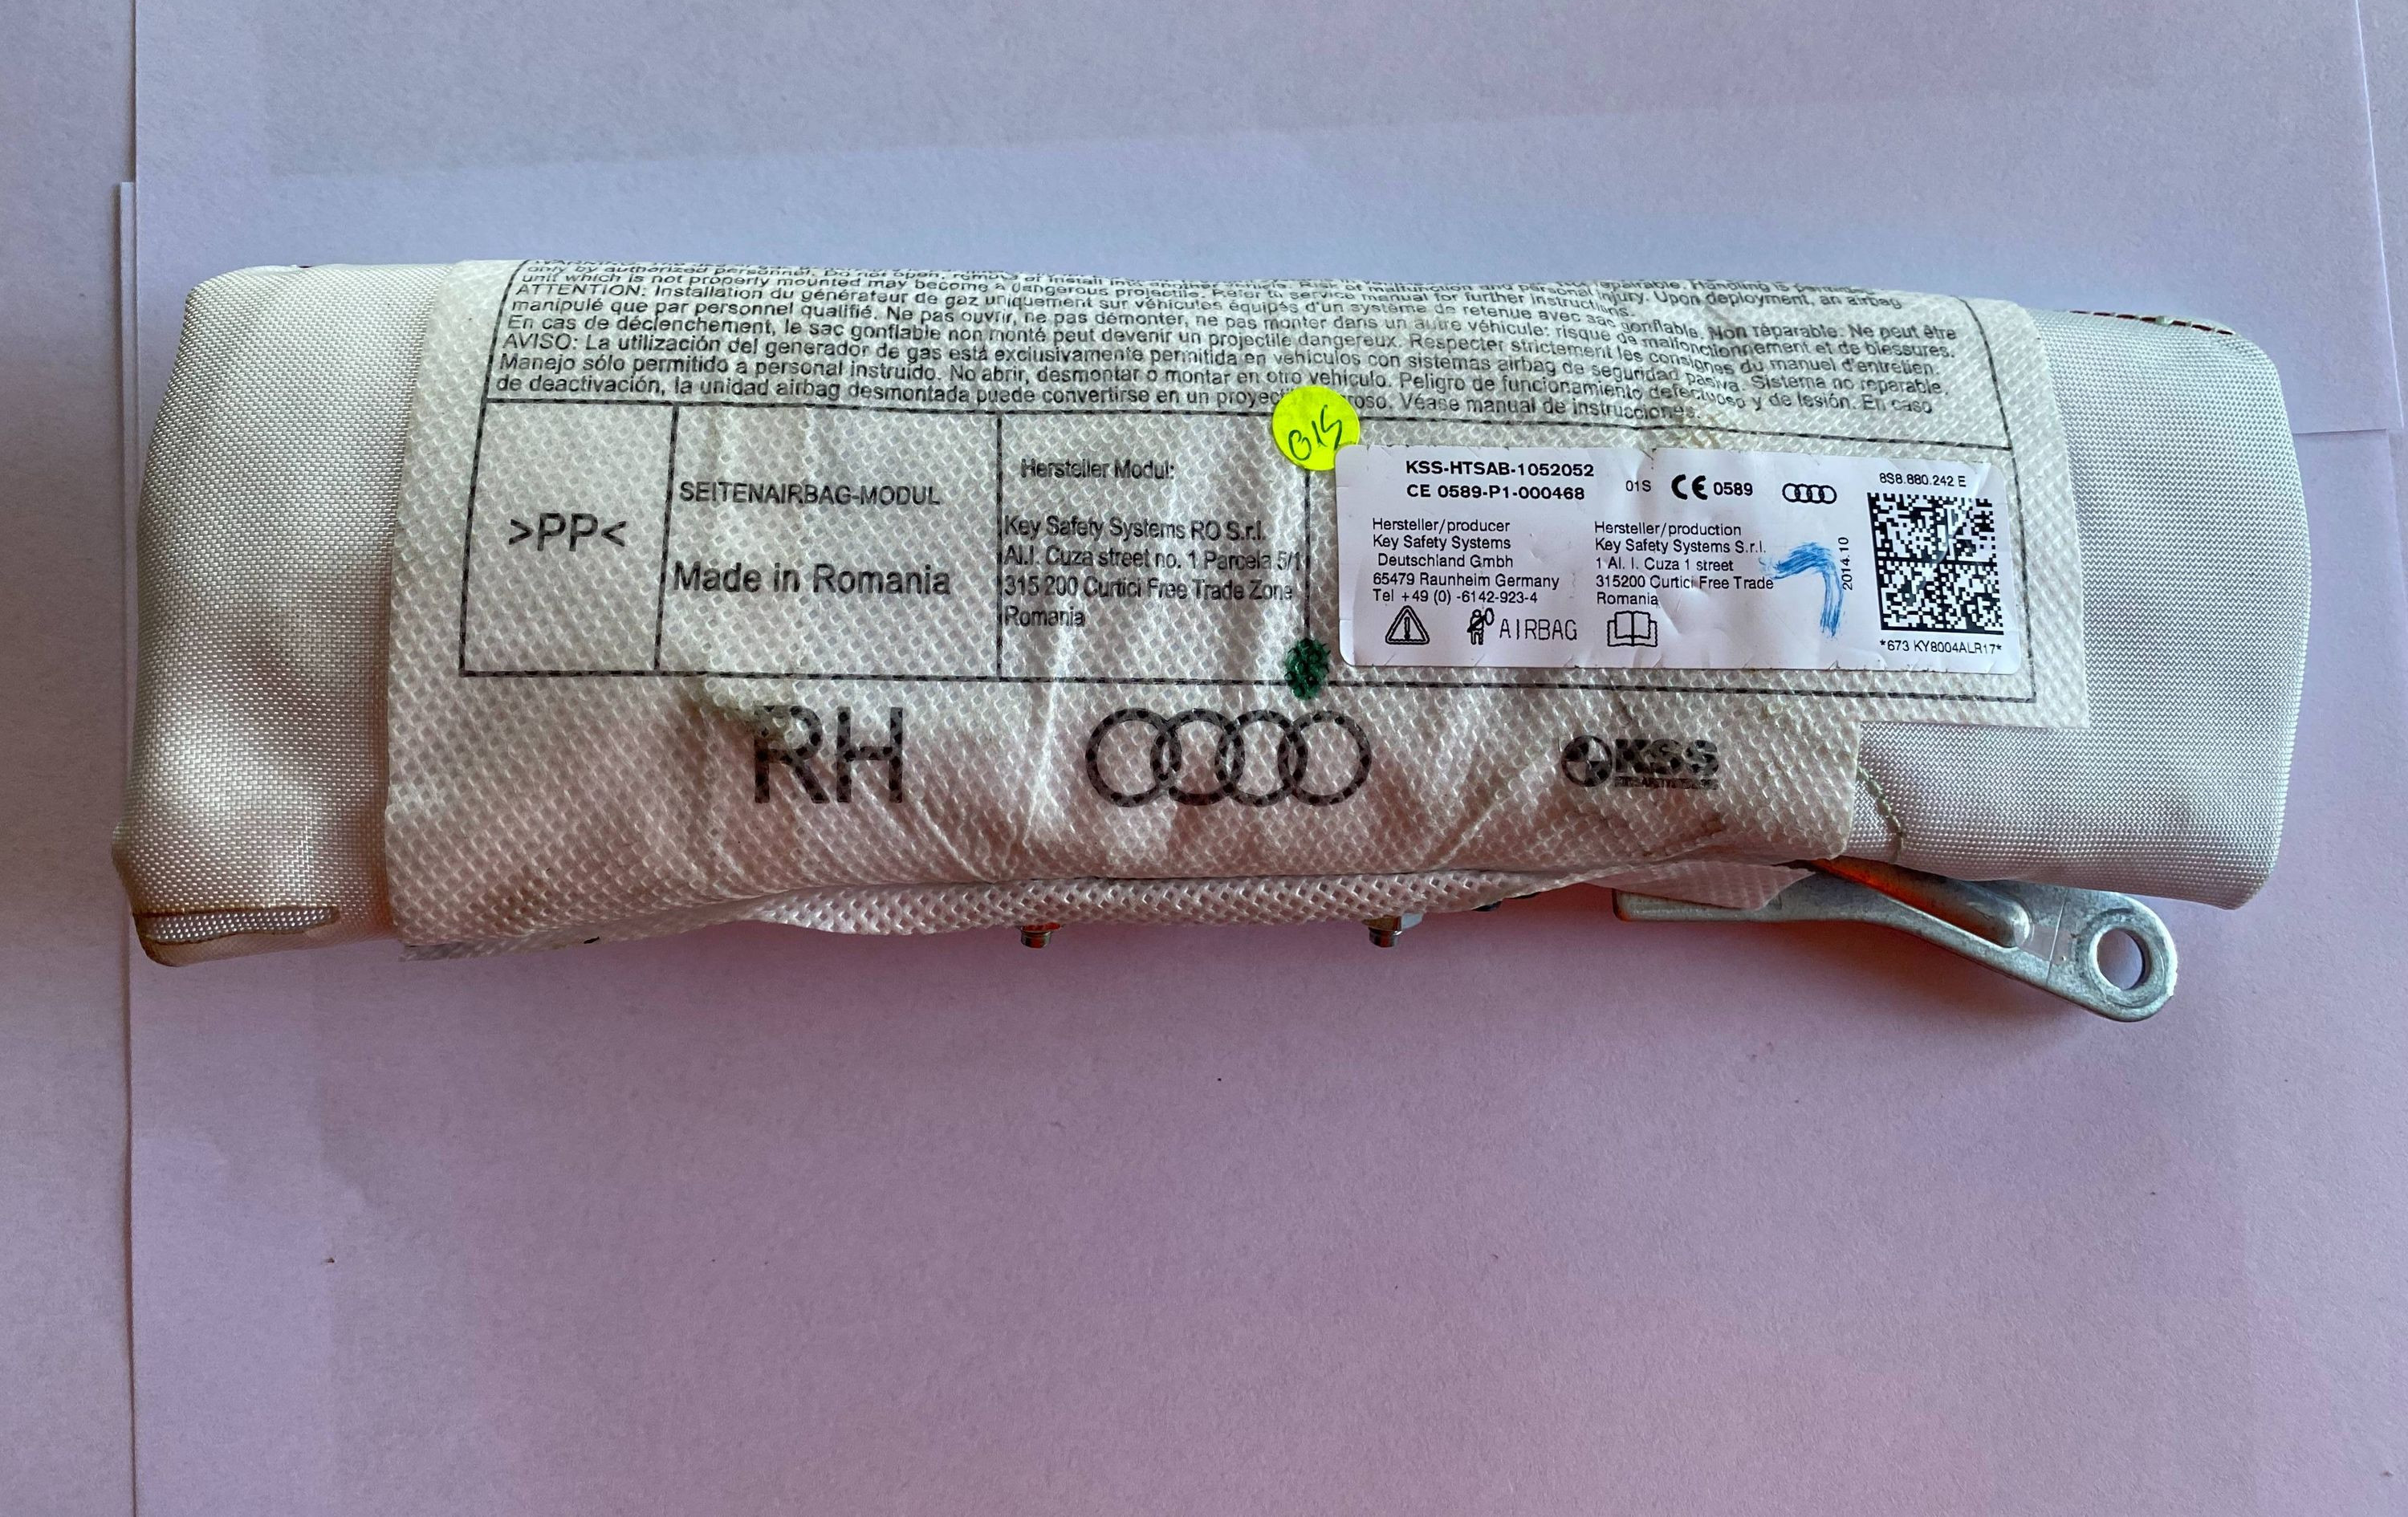 only by authorized personnel. Do not open, remove or install into another vehicle. Risk of malfunction and personal injury. Upon deployment, an airbag
unit which is not properly mounted may become a dangerous projectile. Refer to service manual for further instructions.
ATTENTION: Installation du générateur de gaz uniquement sur véhicules équipés d'un système de retenue avec sac gonflable. Non réparable. Ne peut être
manipulé que par personnel qualifié. Ne pas ouvrir, ne pas démonter, ne pas monter dans un autre véhicule: risque de malfonctionnement et de blessures.
En cas de déclenchement, le sac gonflable non monté peut devenir un projectile dangereux. Respecter strictement les consignes du manuel d'entretien.
AVISO: La utilización del generador de gas está exclusivamente permitida en vehículos con sistemas airbag de seguridad pasiva. Sistema no reparable.
Manejo sólo permitido a personal instruido. No abrir, desmontar o montar en otro vehículo. Peligro de funcionamiento defectuoso y de lesión. En caso
de deactivación, la unidad airbag desmontada puede convertirse en un proyec roso. Véase manual de instrucciones.
>PP<
SEITENAIRBAG-MODUL
Made in Romania
Hersteller Modul:
Key Safety Systems RO S.r.l.
Al.I. Cuza street no. 1 Parcela 5/1
315 200 Curtici Free Trade Zone
Romania
KSS-HTSAB-1052052
CE 0589-P1-000468
01S CE 0589
8S8.880.242 E
Hersteller/producer
Key Safety Systems
Deutschland Gmbh
65479 Raunheim Germany
Tel +49 (0) -6142-923-4
AIRBAG
Hersteller/production
Key Safety Systems S.r.l.
1 Al. I. Cuza 1 street
315200 Curtici Free Trade
Romania
2014.10
*673 KY8004ALR17*
RH
KSS